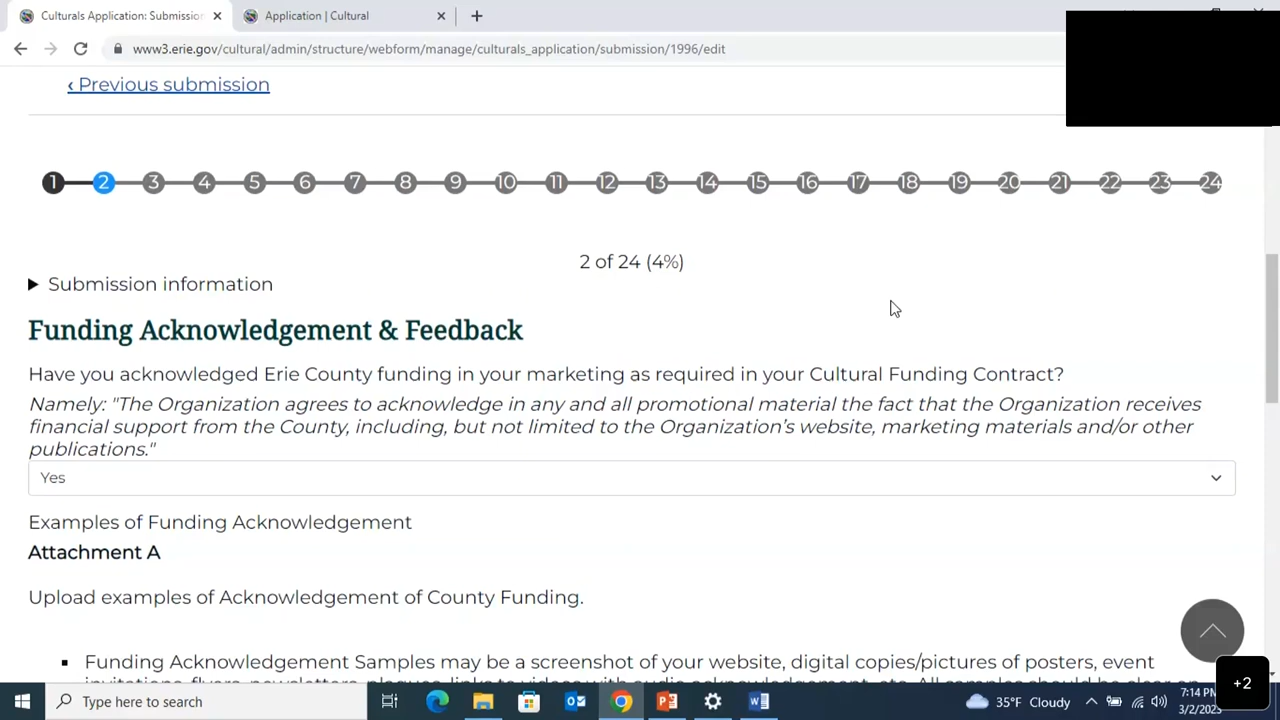 Culturals Application: Submission
Application | Cultural
www3.erie.gov/cultural/admin/structure/webform/manage/culturals_application/submission/1996/edit
‹ Previous submission
1 2 3 4 5 6 7 8 9 10 11 12 13 14 15 16 17 18 19 20 21 22 23 24
2 of 24 (4%)
Submission information
Funding Acknowledgement & Feedback
Have you acknowledged Erie County funding in your marketing as required in your Cultural Funding Contract?
Namely: "The Organization agrees to acknowledge in any and all promotional material the fact that the Organization receives
financial support from the County, including, but not limited to the Organization's website, marketing materials and/or other
publications."
Yes
Examples of Funding Acknowledgement
Attachment A
Upload examples of Acknowledgement of County Funding.
▪ Funding Acknowledgement Samples may be a screenshot of your website, digital copies/pictures of posters, event
Type here to search
35°F Cloudy
7:14 PM
+2